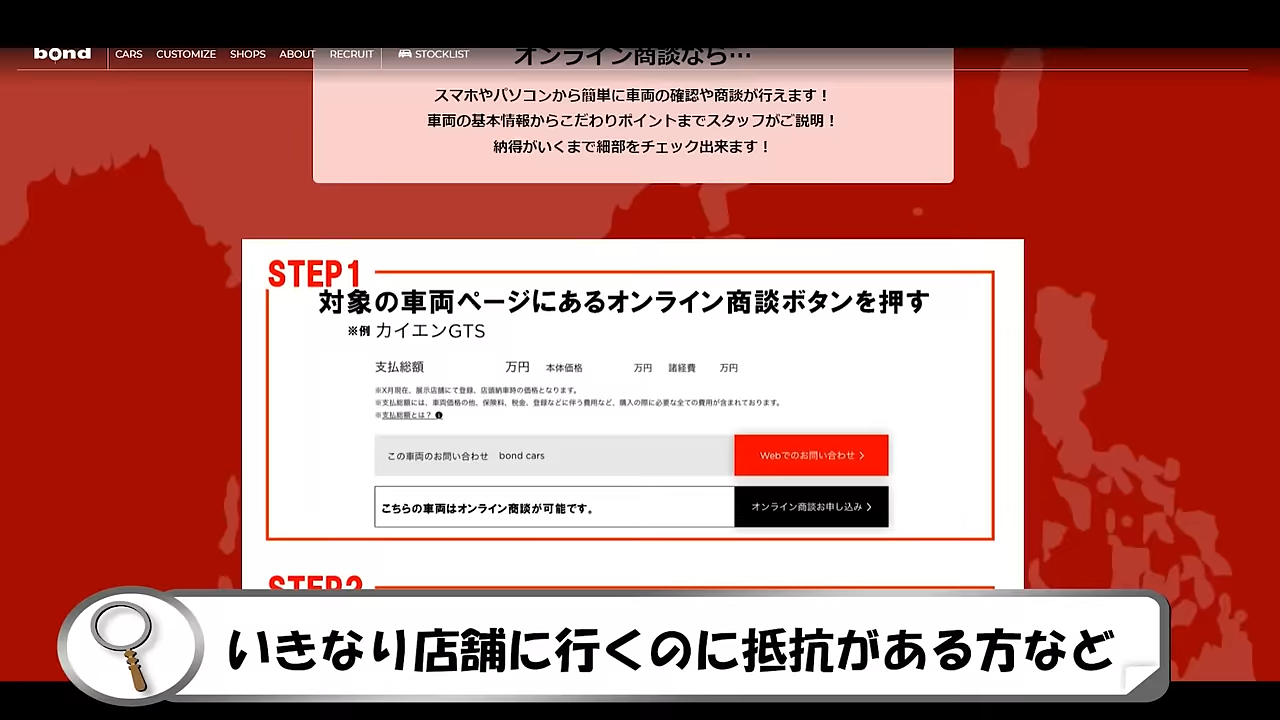 bond CARS CUSTOMIZE SHOPS ABOUT RECRUIT STOCKLIST
オンライン商談なら…
スマホやパソコンから簡単に車両の確認や商談が行えます！
車両の基本情報からこだわりポイントまでスタッフがご説明！
納得がいくまで細部をチェック出来ます！
STEP1
対象の車両ページにあるオンライン商談ボタンを押す
※例 カイエンGTS
支払総額 万円 本体価格 万円 諸経費 万円
※X月現在、展示店舗にて登録、店頭納車時の価格となります。
※支払総額には、車両価格の他、保険料、税金、登録などに伴う費用など、購入の際に必要な全ての費用が含まれております。
※支払総額とは？
この車両のお問い合わせ bond cars Webでのお問い合わせ
こちらの車両はオンライン商談が可能です。 オンライン商談お申し込み
STEP2
いきなり店舗に行くのに抵抗がある方など